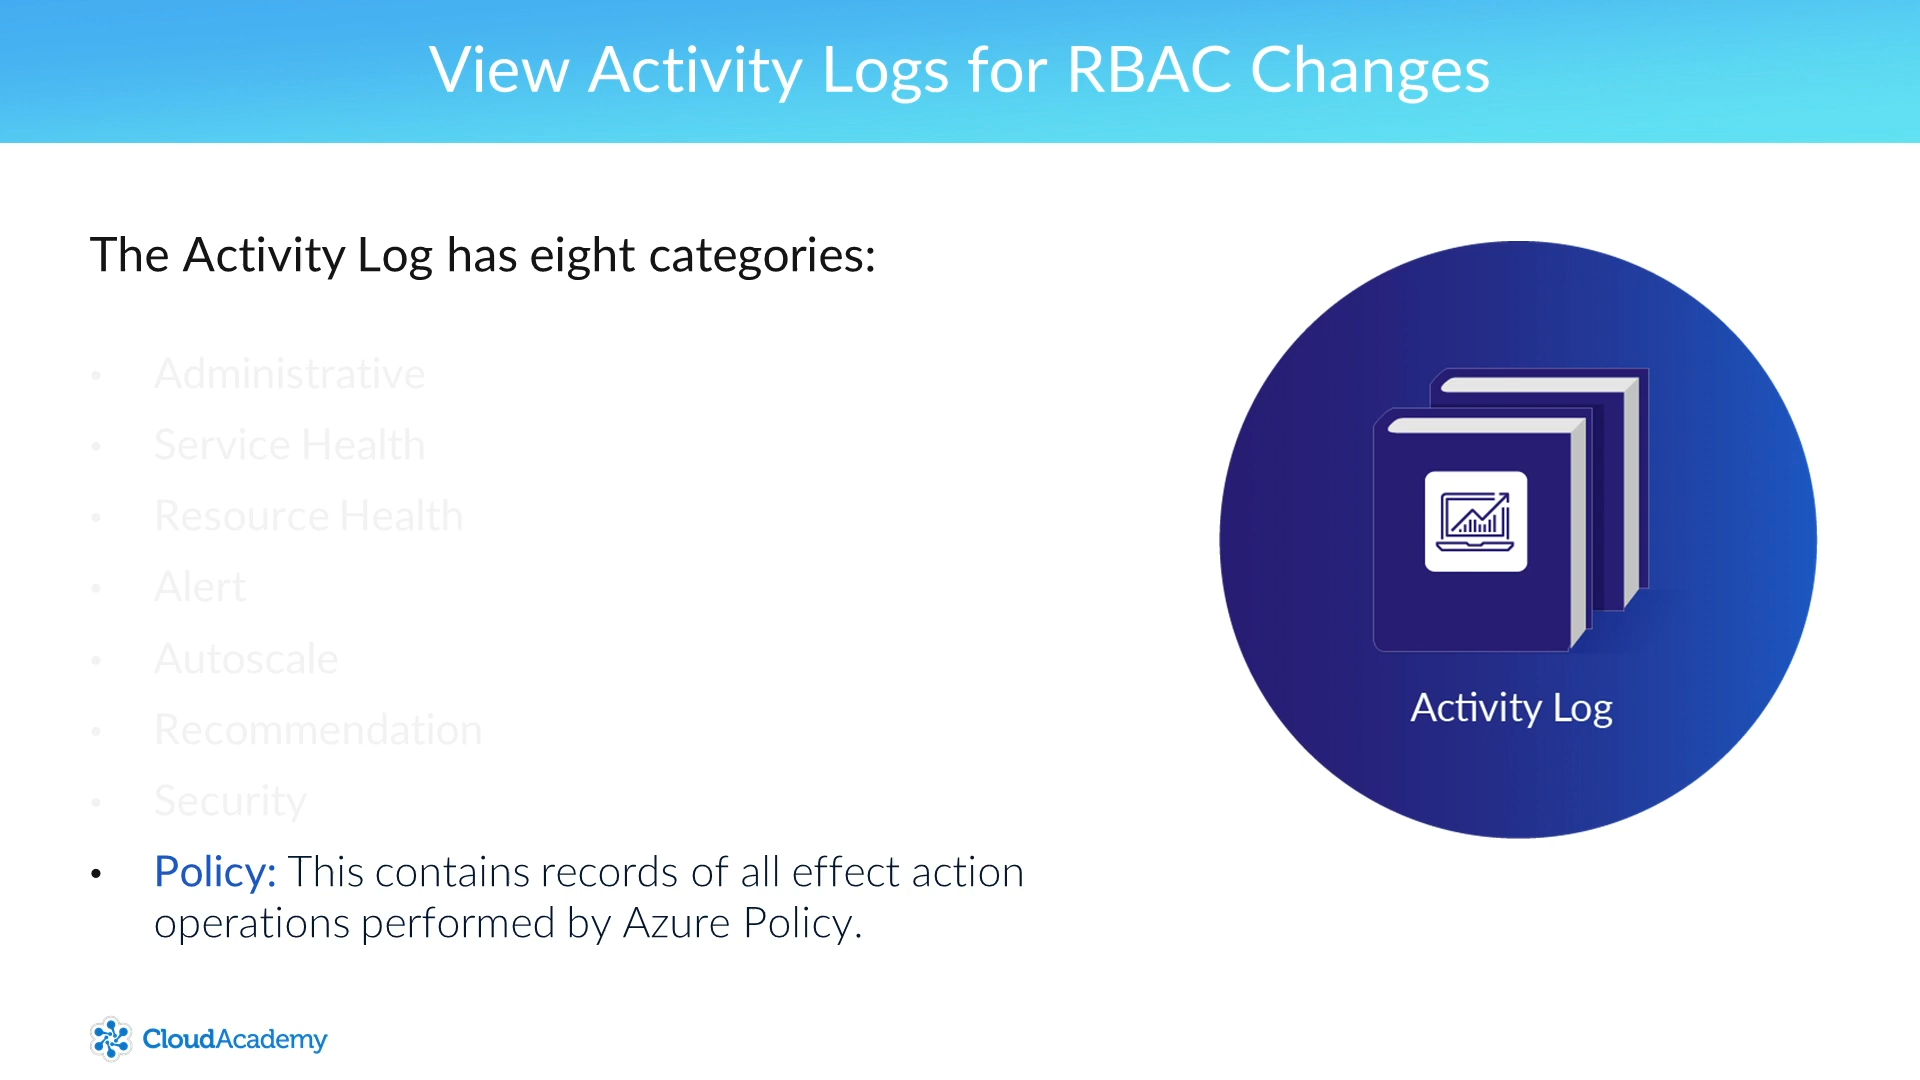 View Activity Logs for RBAC Changes
The Activity Log has eight categories:
• Administrative
• Service Health
• Resource Health
• Alert
• Autoscale
• Recommendation
• Security
• Policy: This contains records of all effect action
operations performed by Azure Policy.
Activity Log
CloudAcademy